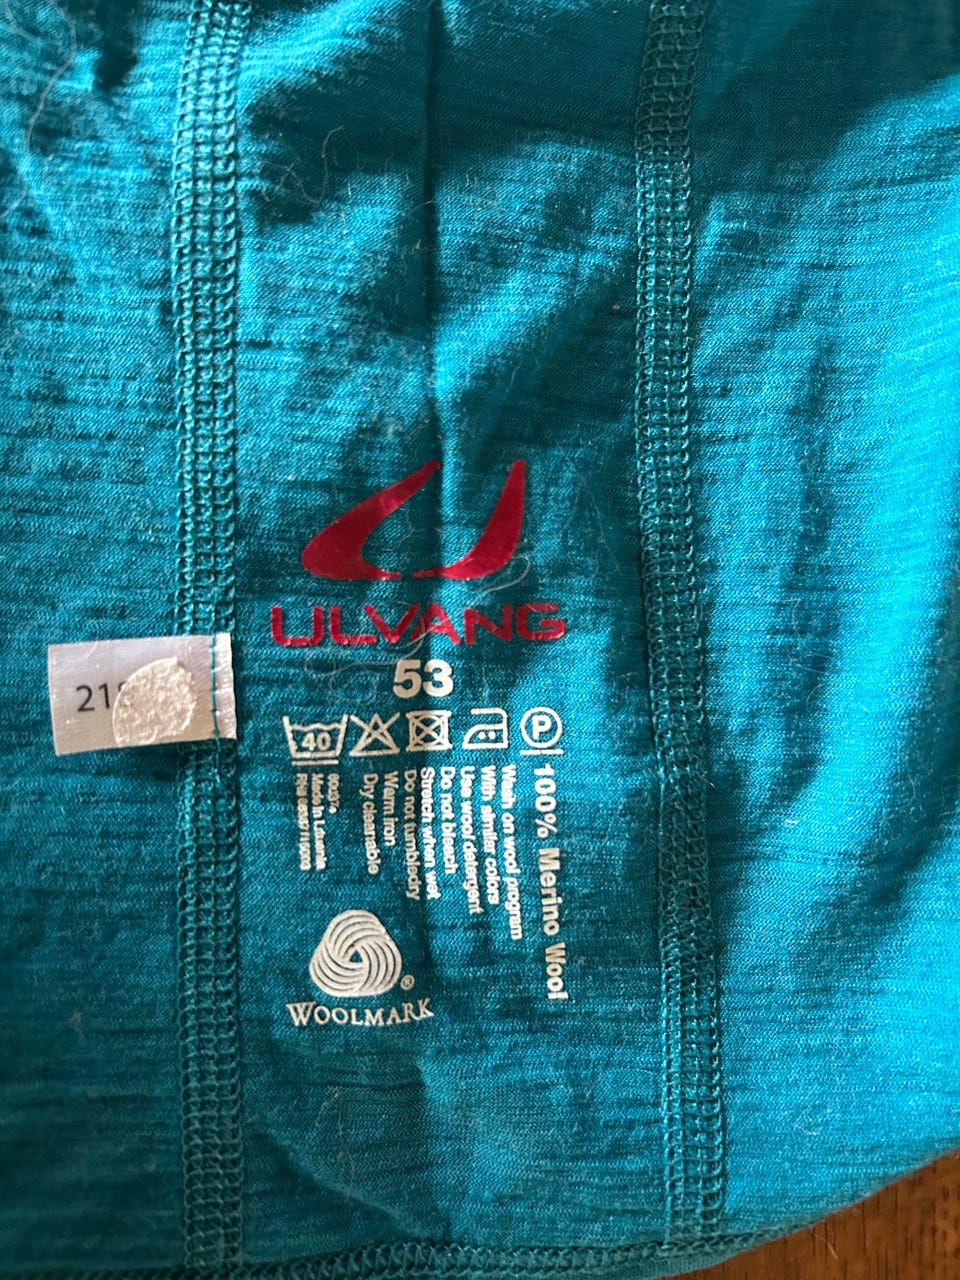 ULVANG
53
21
40
P
100% Merino Wool
Wash on wool program
With similar colors
Use wool detergent
Do not bleach
Stretch when wet
Do not tumbledry
Warm iron
Dry cleanable
Made in Lithuania
®
WOOLMARK